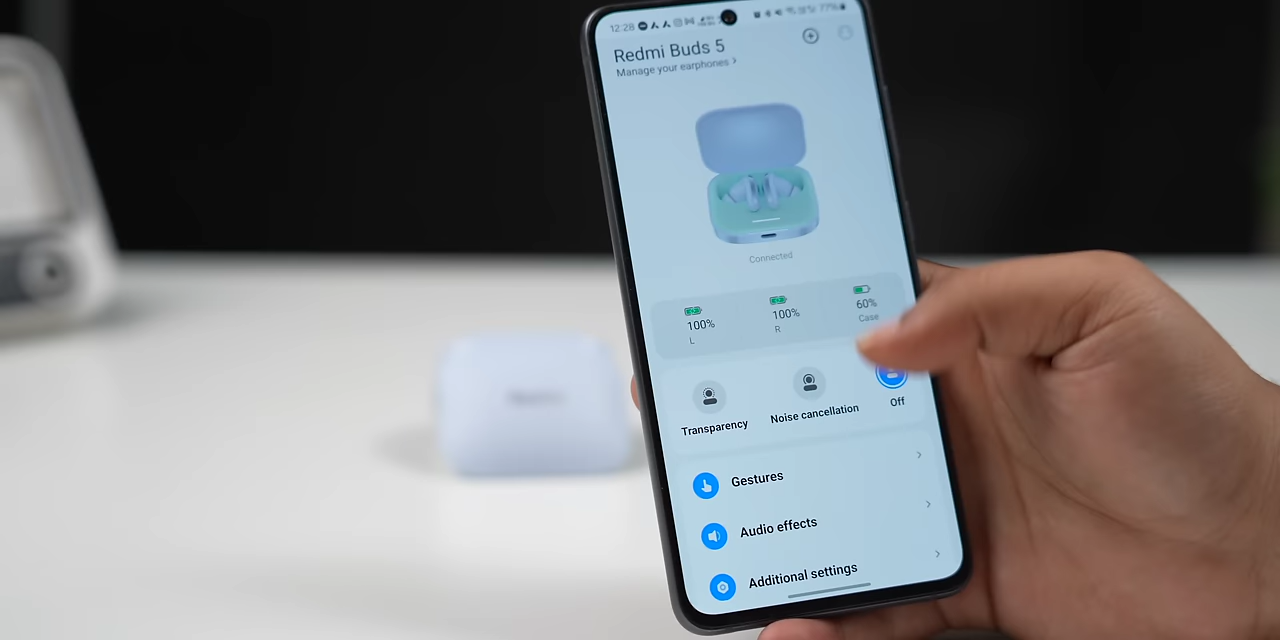 12:28
77%
Redmi Buds 5
Manage your earphones >
Connected
100%
100%
60%
L
R
Case
Transparency
Noise cancellation
Off
Gestures
Audio effects
Additional settings